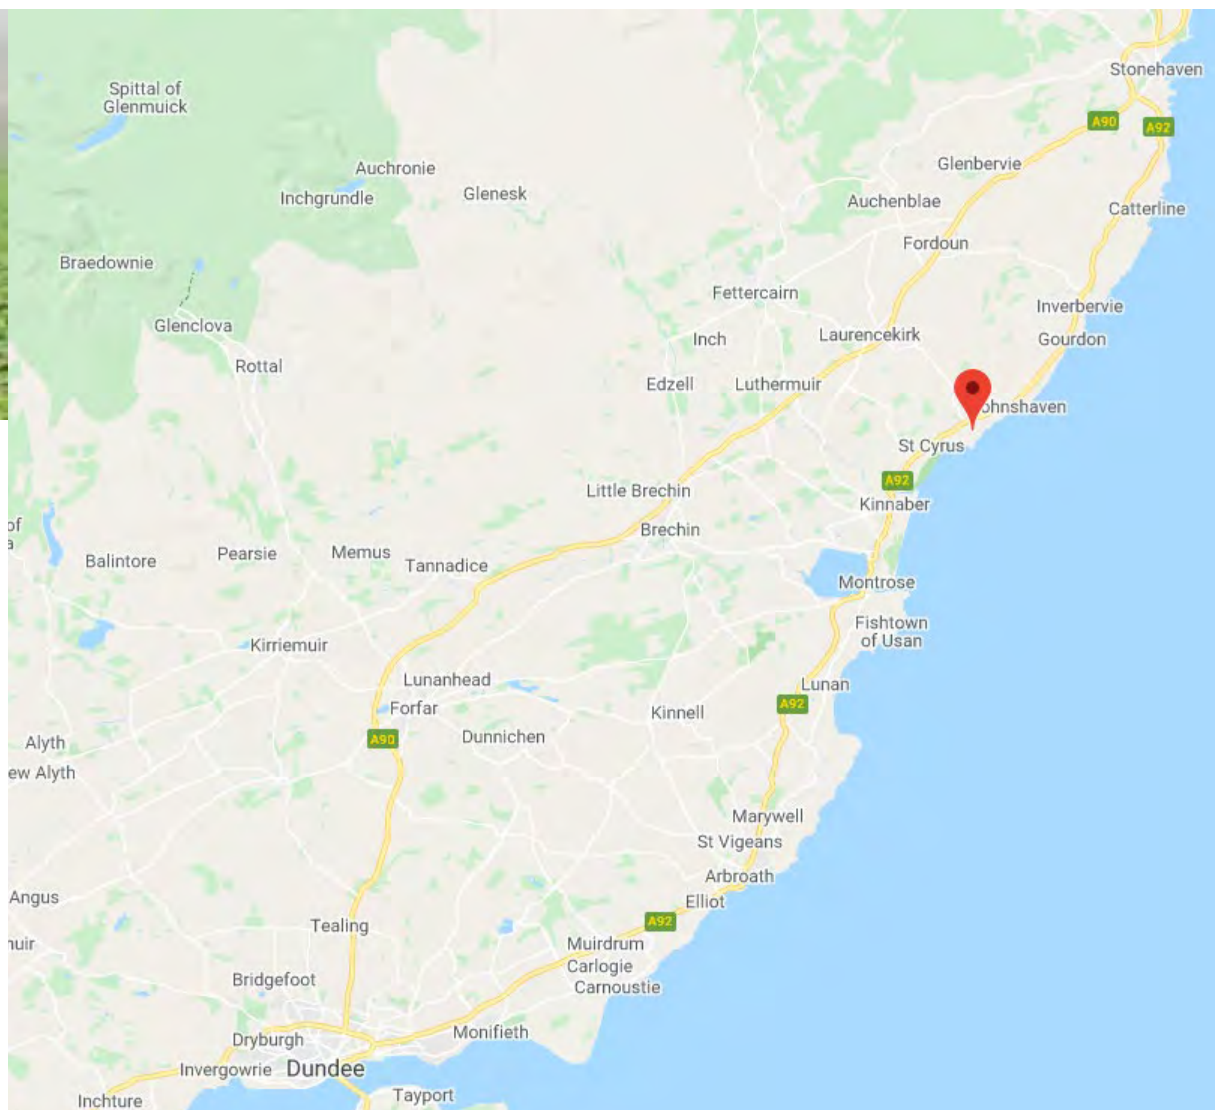 Stonehaven
Spittal of
Glenmuick
A90
A92
Glenbervie
Auchronie
Inchgrundle
Glenesk
Auchenblae
Catterline
Fordoun
Braedownie
Fettercairn
Inverbervie
Glenclova
Inch
Laurencekirk
Gourdon
Rottal
Edzell
Luthermuir
ohnshaven
St Cyrus
A92
Little Brechin
Kinnaber
of
a
Brechin
Balintore
Pearsie
Memus
Tannadice
Montrose
Fishtown
of Usan
Kirriemuir
Lunanhead
Lunan
Forfar
A92
Kinnell
Dunnichen
A90
Alyth
ew Alyth
Marywell
St Vigeans
Arbroath
Angus
Elliot
A92
Tealing
Muirdrum
uir
Carlogie
Carnoustie
Bridgefoot
Monifieth
Dryburgh
Invergowrie
Dundee
Tayport
Inchture